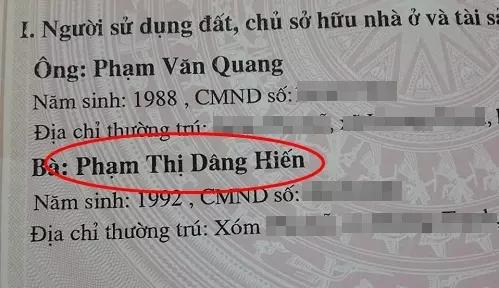 I. Người sử dụng đất, chủ sở hữu nhà ở và tài sả
Ông: Phạm Văn Quang
Năm sinh: 1988 , CMND số:
Địa chỉ thường trú:
Bà: Phạm Thị Dâng Hiến
Năm sinh: 1992 , CMND số:
Địa chỉ thường trú: Xóm